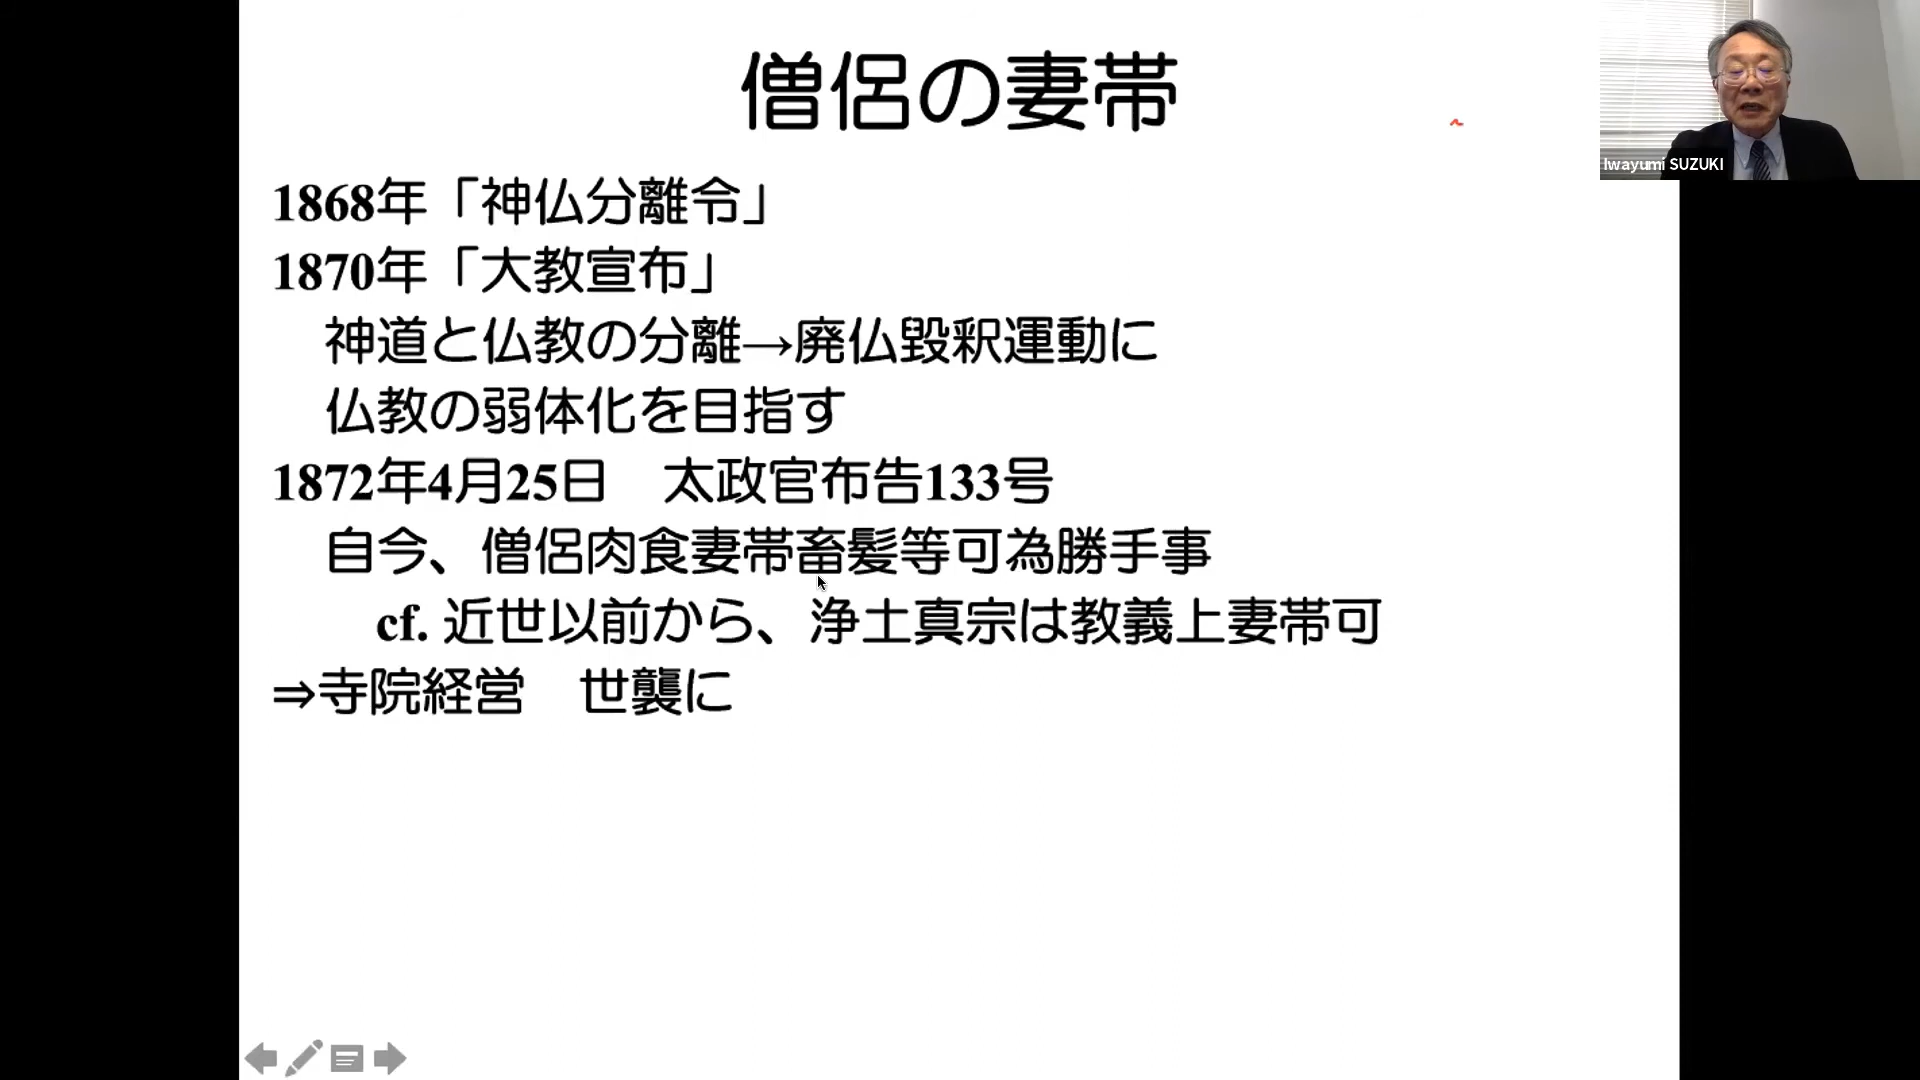 僧侶の妻帯
Iwayumi SUZUKI
1868年「神仏分離令」
1870年「大教宣布」
神道と仏教の分離→廃仏毀釈運動に
仏教の弱体化を目指す
1872年4月25日　太政官布告133号
自今、僧侶肉食妻帯畜髪等可為勝手事
cf. 近世以前から、浄土真宗は教義上妻帯可
⇒寺院経営　世襲に